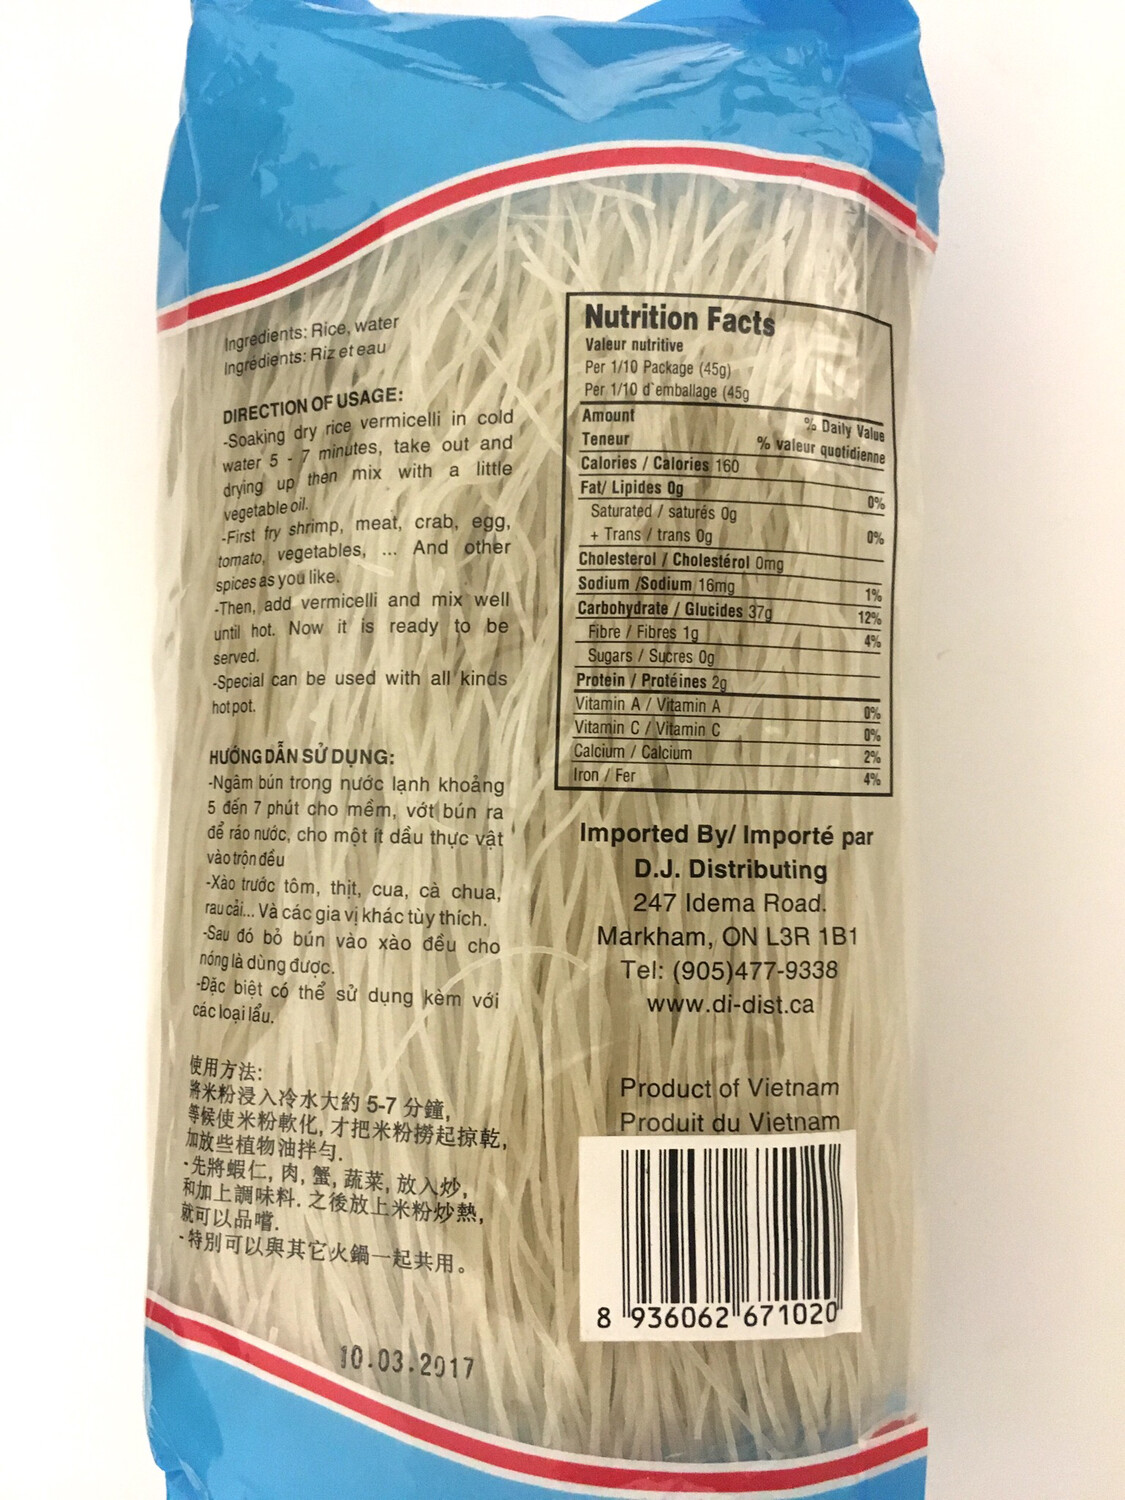 Ingredients: Rice, water
Ingrédients: Riz et eau
DIRECTION OF USAGE:
-Soaking dry rice vermicelli in cold
water 5 - 7 minutes, take out and
drying up then mix with a little
vegetable oil.
-First fry shrimp, meat, crab, egg,
tomato, vegetables, ... And other
spices as you like.
-Then, add vermicelli and mix well
until hot. Now it is ready to be
served.
-Special can be used with all kinds
hot pot.
HƯỚNG DẪN SỬ DỤNG:
-Ngâm bún trong nước lạnh khoảng
5 đến 7 phút cho mềm, vớt bún ra
để ráo nước, cho một ít dầu thực vật
vào trộn đều
-Xào trước tôm, thịt, cua, cà chua,
rau cải... Và các gia vị khác tùy thích.
-Sau đó bỏ bún vào xào đều cho
nóng là dùng được.
-Đặc biệt có thể sử dụng kèm với
các loại lẩu.
使用方法:
將米粉浸入冷水大約 5-7 分鐘,
等候使米粉軟化, 才把米粉撈起掠乾,
加放些植物油拌勻.
-先將蝦仁, 肉, 蟹, 蔬菜, 放入炒,
和加上調味料. 之後放上米粉炒熱,
就可以品嚐.
-特別可以與其它火鍋一起共用。
10.03.2017
Nutrition Facts
Valeur nutritive
Per 1/10 Package (45g)
Per 1/10 d`emballage (45g
Amount % Daily Value
Teneur % valeur quotidienne
Calories / Calories 160
Fat/ Lipides 0g 0%
Saturated / saturés 0g
+ Trans / trans 0g 0%
Cholesterol / Cholestérol 0mg
Sodium /Sodium 16mg 1%
Carbohydrate / Glucides 37g 12%
Fibre / Fibres 1g 4%
Sugars / Sucres 0g
Protein / Protéines 2g
Vitamin A / Vitamin A 0%
Vitamin C / Vitamin C 0%
Calcium / Calcium 2%
Iron / Fer 4%
Imported By/ Importé par
D.J. Distributing
247 Idema Road.
Markham, ON L3R 1B1
Tel: (905)477-9338
www.di-dist.ca
Product of Vietnam
Produit du Vietnam
8 936062 671020